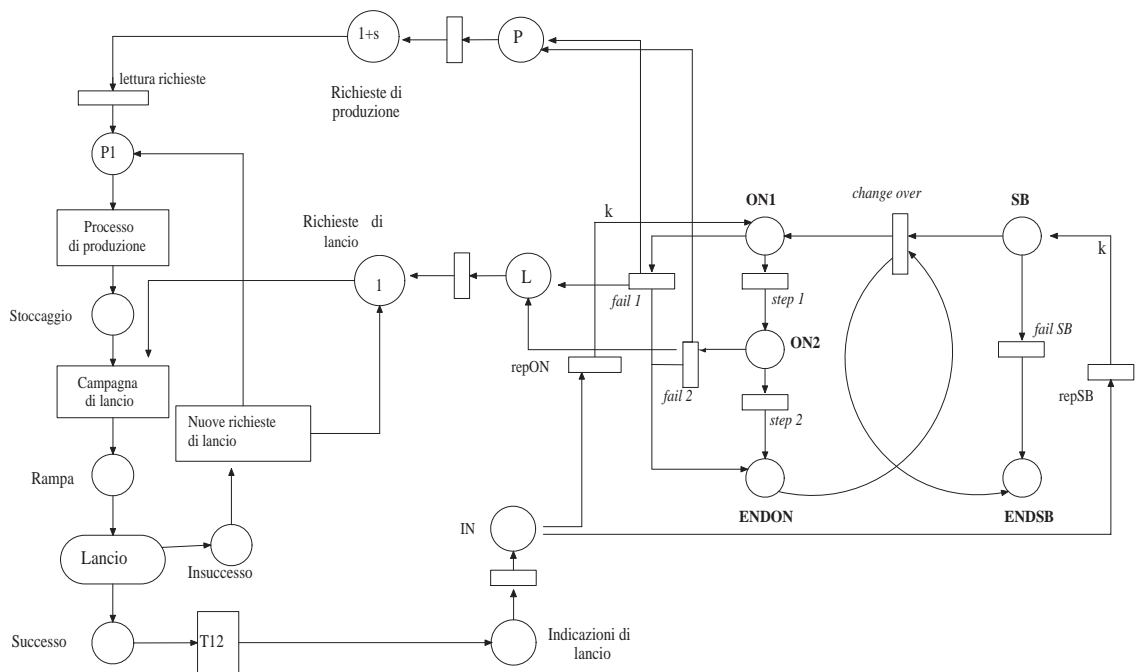 1+s
P
lettura richieste
Richieste di
produzione
P1
change over
k
ON1
SB
Richieste di
lancio
Processo
di produzione
k
L
1
fail 1
step 1
Stoccaggio
fail SB
ON2
repON
repSB
Campagna
di lancio
fail 2
Nuove richieste
di lancio
step 2
Rampa
ENDON
ENDSB
IN
Lancio
Insuccesso
Successo
T12
Indicazioni di
lancio